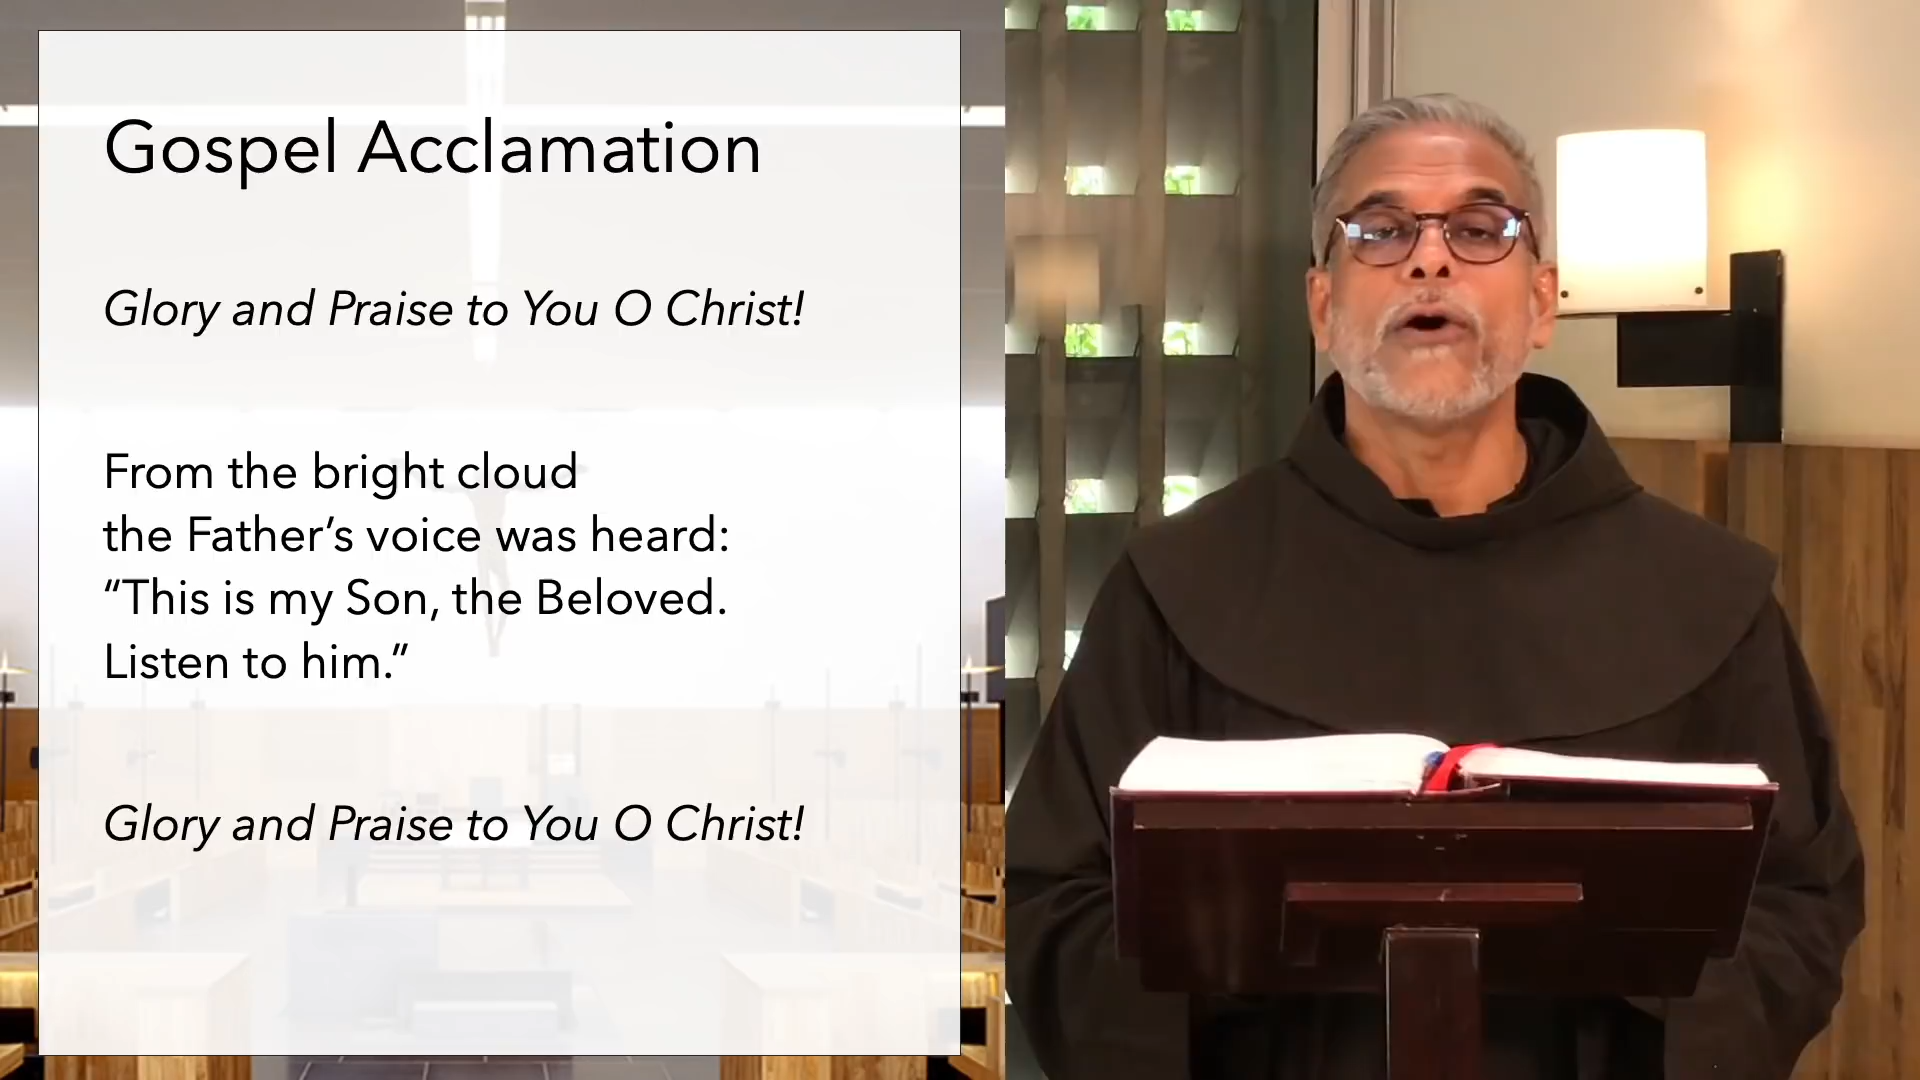 Gospel Acclamation
Glory and Praise to You O Christ!
From the bright cloud
the Father’s voice was heard:
“This is my Son, the Beloved.
Listen to him.”
Glory and Praise to You O Christ!